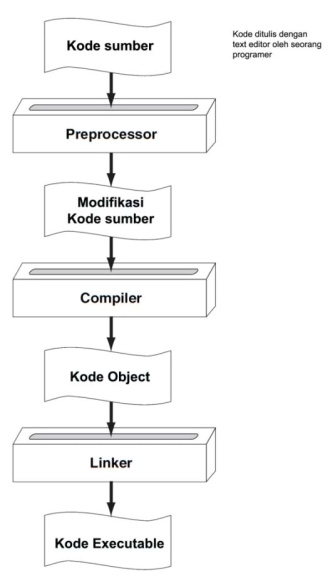 Kode sumber
Kode ditulis dengan
text editor oleh seorang
programer
Preprocessor
Modifikasi
Kode sumber
Compiler
Kode Object
Linker
Kode Executable